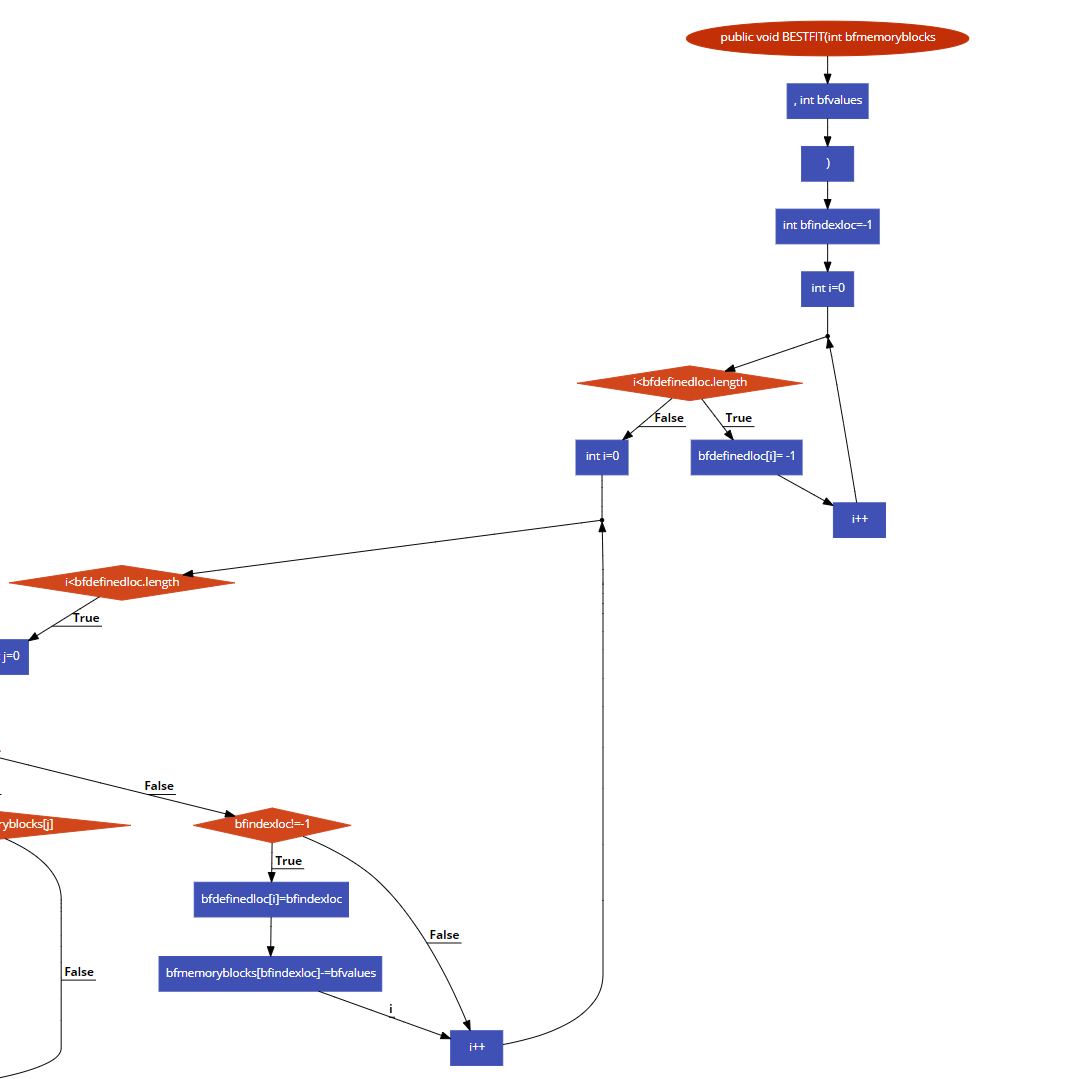 public void BESTFIT(int bfmemoryblocks
, int bfvalues
)
int bfindexloc=-1
int i=0
i<bfdefinedloc.length
False
True
int i=0
bfdefinedloc[i]= -1
i++
i<bfdefinedloc.length
True
j=0
False
ryblocks[j]
bfindexloc!=-1
True
bfdefinedloc[i]=bfindexloc
False
False
bfmemoryblocks[bfindexloc]-=bfvalues
i
i++